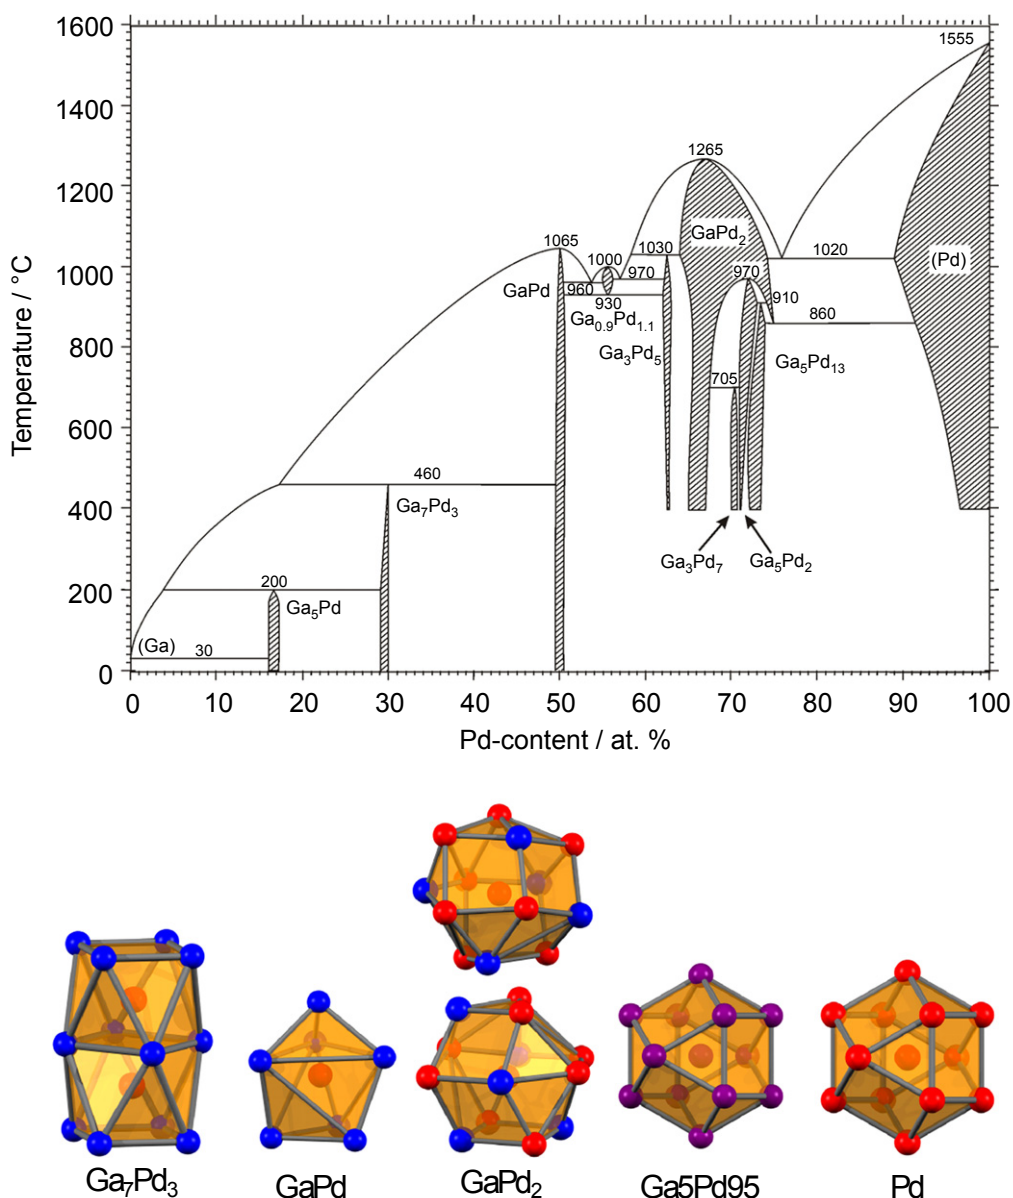 1600
1400
1200
1000
800
600
400
200
0
Temperature / °C
1555
1265
GaPd₂
1065
1030
1020
(Pd)
1000
970
970
GaPd
960
910
930
Ga₀.₉Pd₁.₁
860
Ga₃Pd₅
Ga₅Pd₁₃
705
460
Ga₇Pd₃
Ga₃Pd₇
Ga₅Pd₂
200
Ga₅Pd
(Ga)
30
0 10 20 30 40 50 60 70 80 90 100
Pd-content / at. %
Ga₇Pd₃ GaPd GaPd₂ Ga5Pd95 Pd